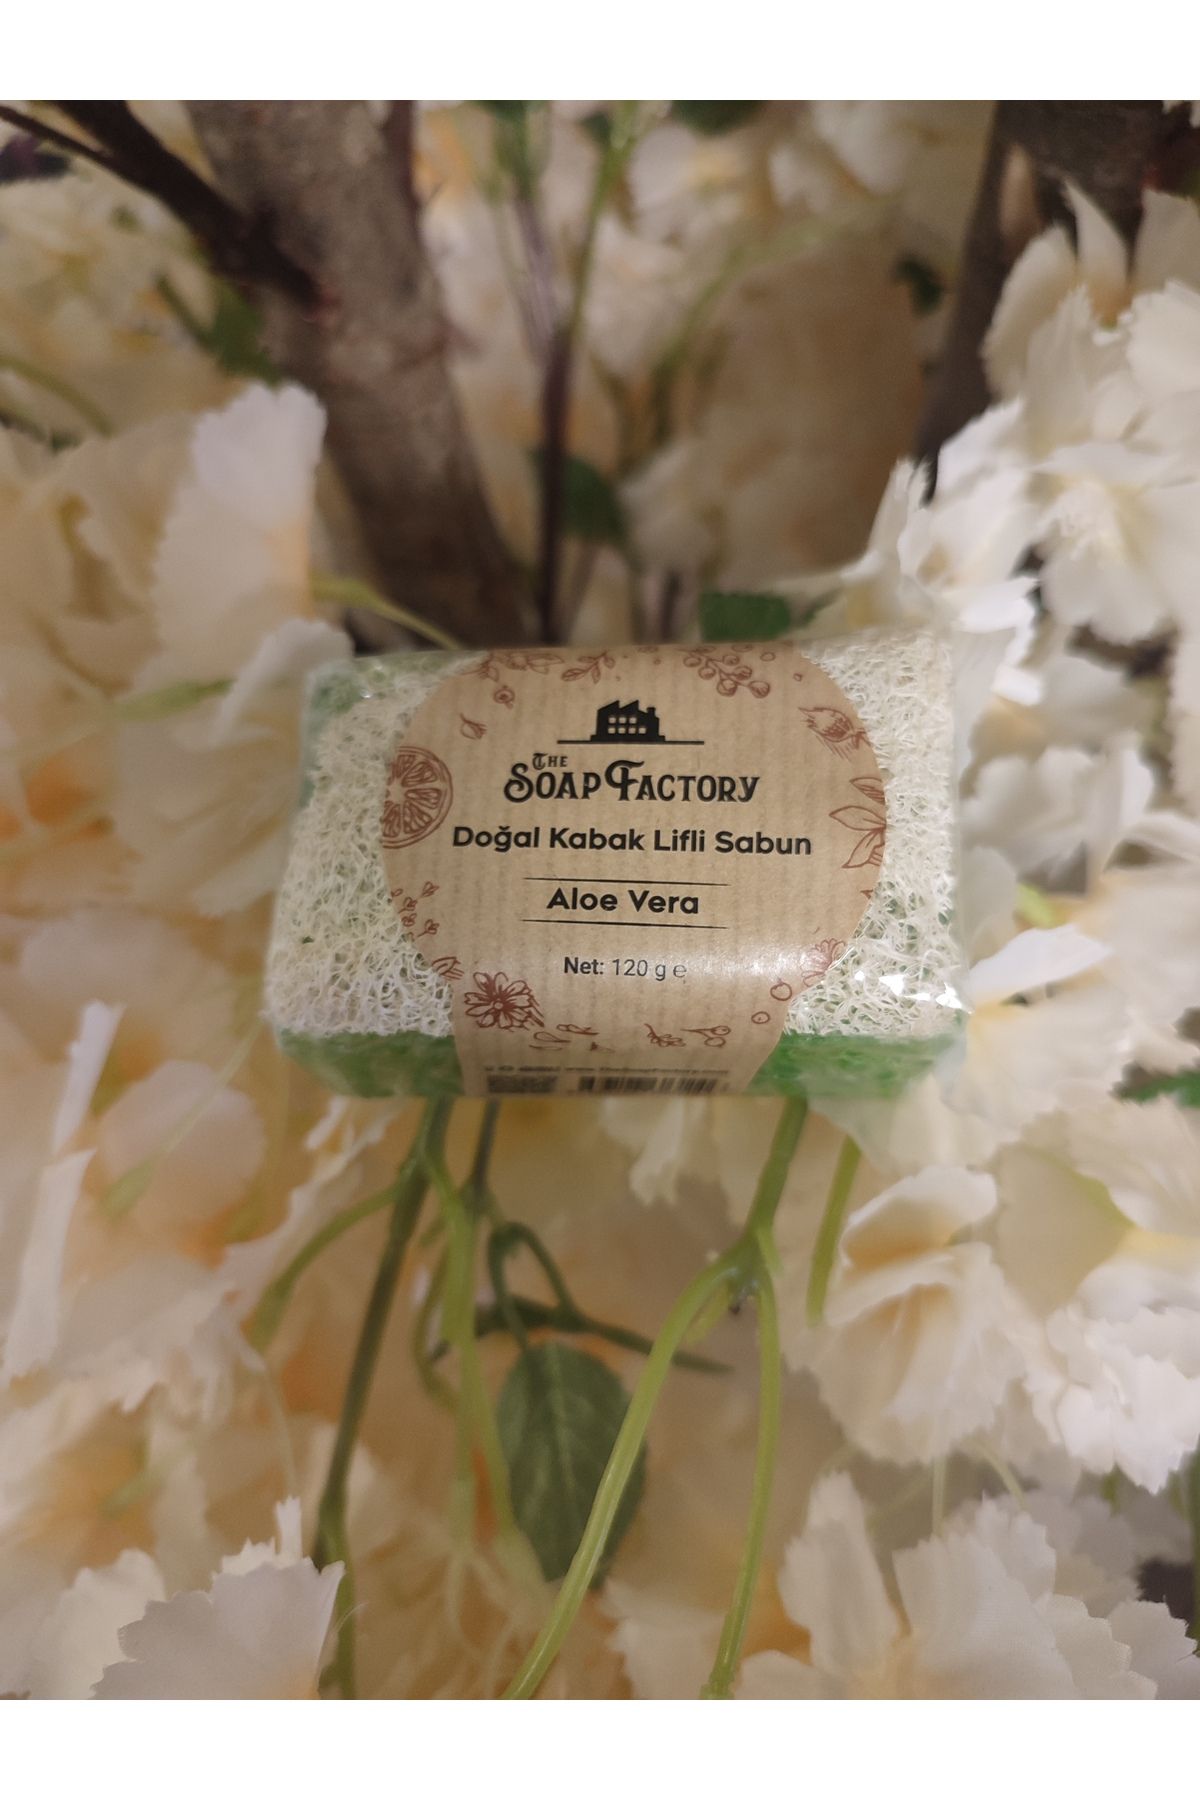 THE
SOAP FACTORY
Doğal Kabak Lifli Sabun
Aloe Vera
Net: 120 g ℮